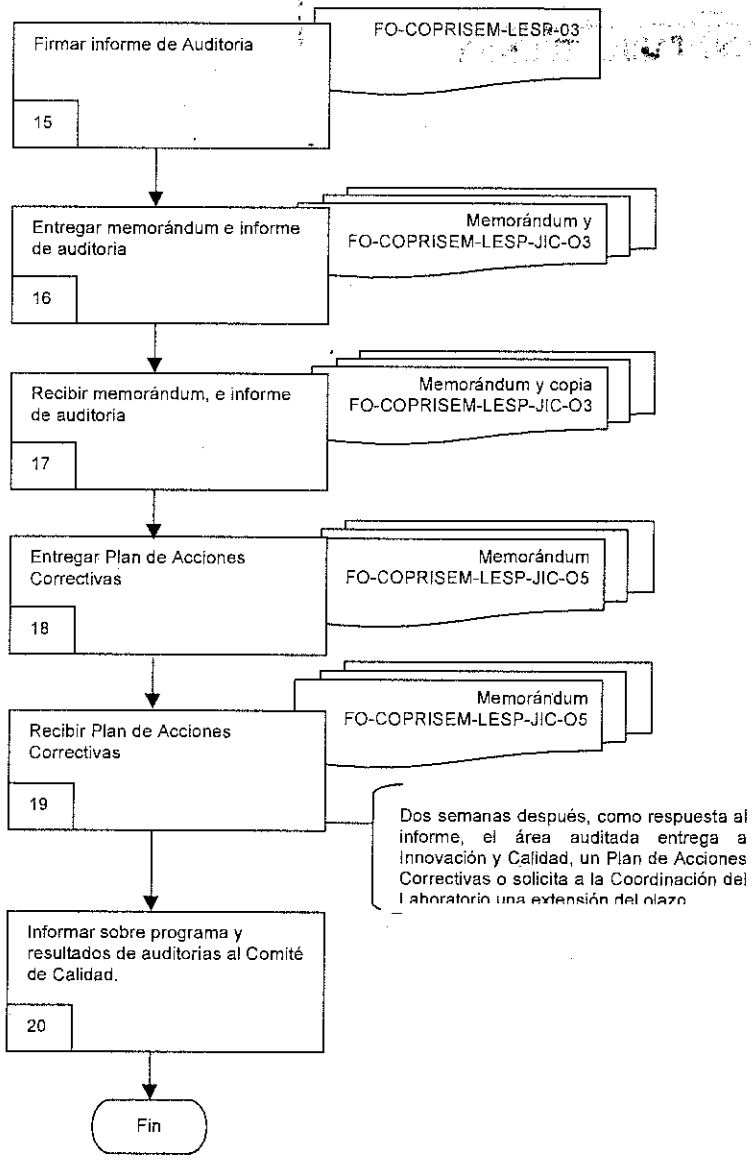 Firmar informe de Auditoria
15
FO-COPRISEM-LESP-03
Entregar memorándum e informe
de auditoria
16
Memorándum y
FO-COPRISEM-LESP-JIC-O3
Recibir memorándum, e informe
de auditoria
17
Memorándum y copia
FO-COPRISEM-LESP-JIC-O3
Entregar Plan de Acciones
Correctivas
18
Memorándum
FO-COPRISEM-LESP-JIC-O5
Recibir Plan de Acciones
Correctivas
19
Memorándum
FO-COPRISEM-LESP-JIC-O5
Dos semanas después, como respuesta al
informe, el área auditada entrega a
Innovación y Calidad, un Plan de Acciones
Correctivas o solicita a la Coordinación del
Laboratorio una extensión del plazo
Informar sobre programa y
resultados de auditorías al Comité
de Calidad.
20
Fin